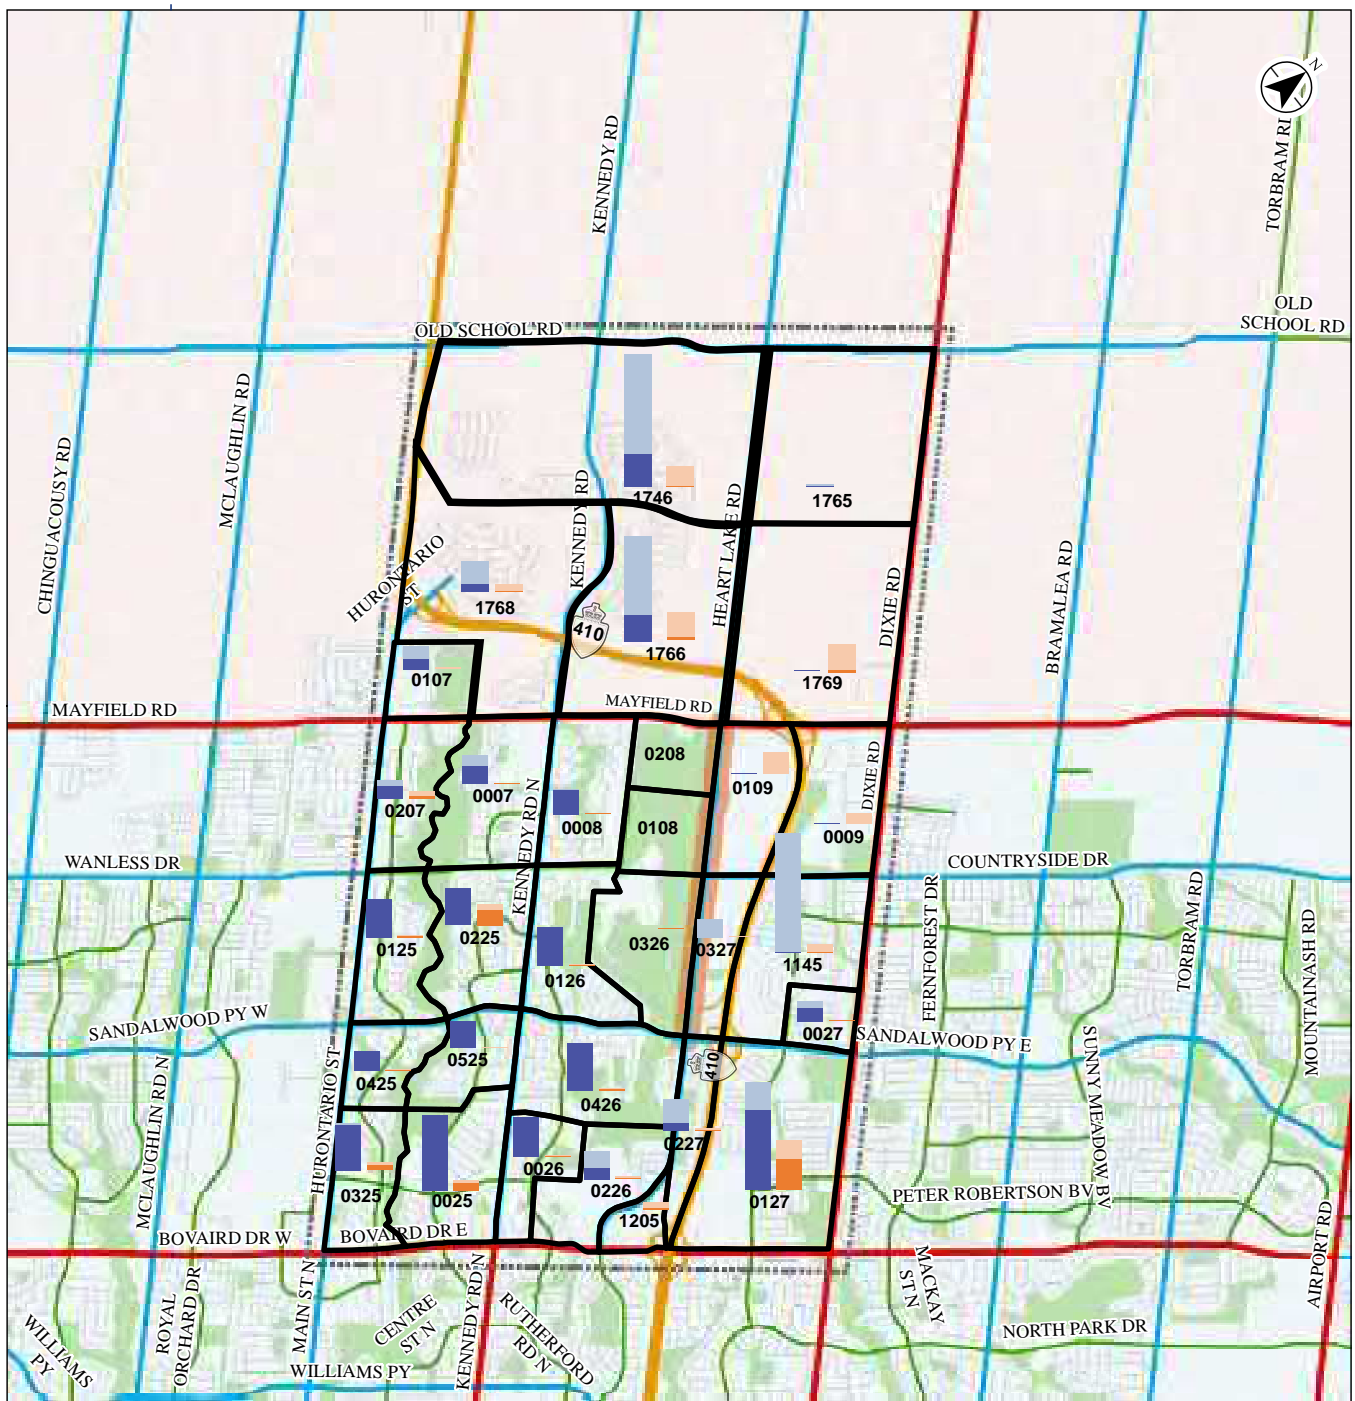 N
KENNEDY RD
TORBRAM RD
OLD
SCHOOL RD
OLD SCHOOL RD
MCLAUGHLIN RD
CHINGUACOUSY RD
1746
1765
KENNEDY RD
HEART LAKE RD
HURONTARIO
ST
1768
410
1766
DIXIE RD
BRAMALEA RD
0107
1769
MAYFIELD RD
MAYFIELD RD
0208
0207
0007
KENNEDY RD N
0008
0108
0109
0009
DIXIE RD
WANLESS DR
COUNTRYSIDE DR
0125
0225
0126
0326
0327
1145
FERNFOREST DR
TORBRAM RD
MOUNTAINASH RD
SANDALWOOD PY W
0027
SANDALWOOD PY E
0525
0425
0426
410
0227
SUNNY MEADOW BV
MCLAUGHLIN RD N
HURONTARIO ST
0325
0025
0026
0226
1205
0127
PETER ROBERTSON BV
BOVAIRD DR W
BOVAIRD DR E
AIRPORT RD
MACKAY
ST N
WILLIAMS
PY
ROYAL
ORCHARD DR
MAIN ST N
CENTRE
ST N
KENNEDY RD N
RUTHERFORD
RD N
NORTH PARK DR
WILLIAMS PY